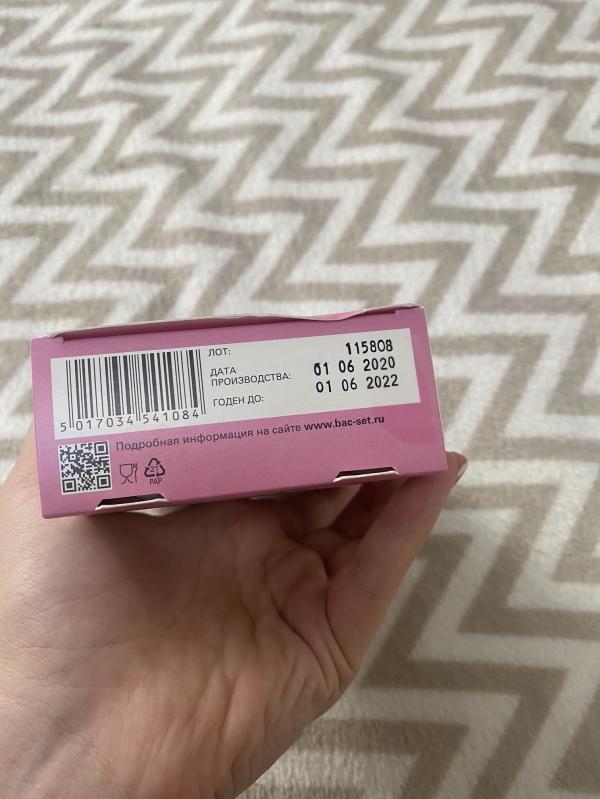 ЛОТ: 115808
ДАТА
ПРОИЗВОДСТВА: 01 06 2020
ГОДЕН ДО: 01 06 2022
5 017034 541084
Подробная информация на сайте www.bac-set.ru
21
PAP